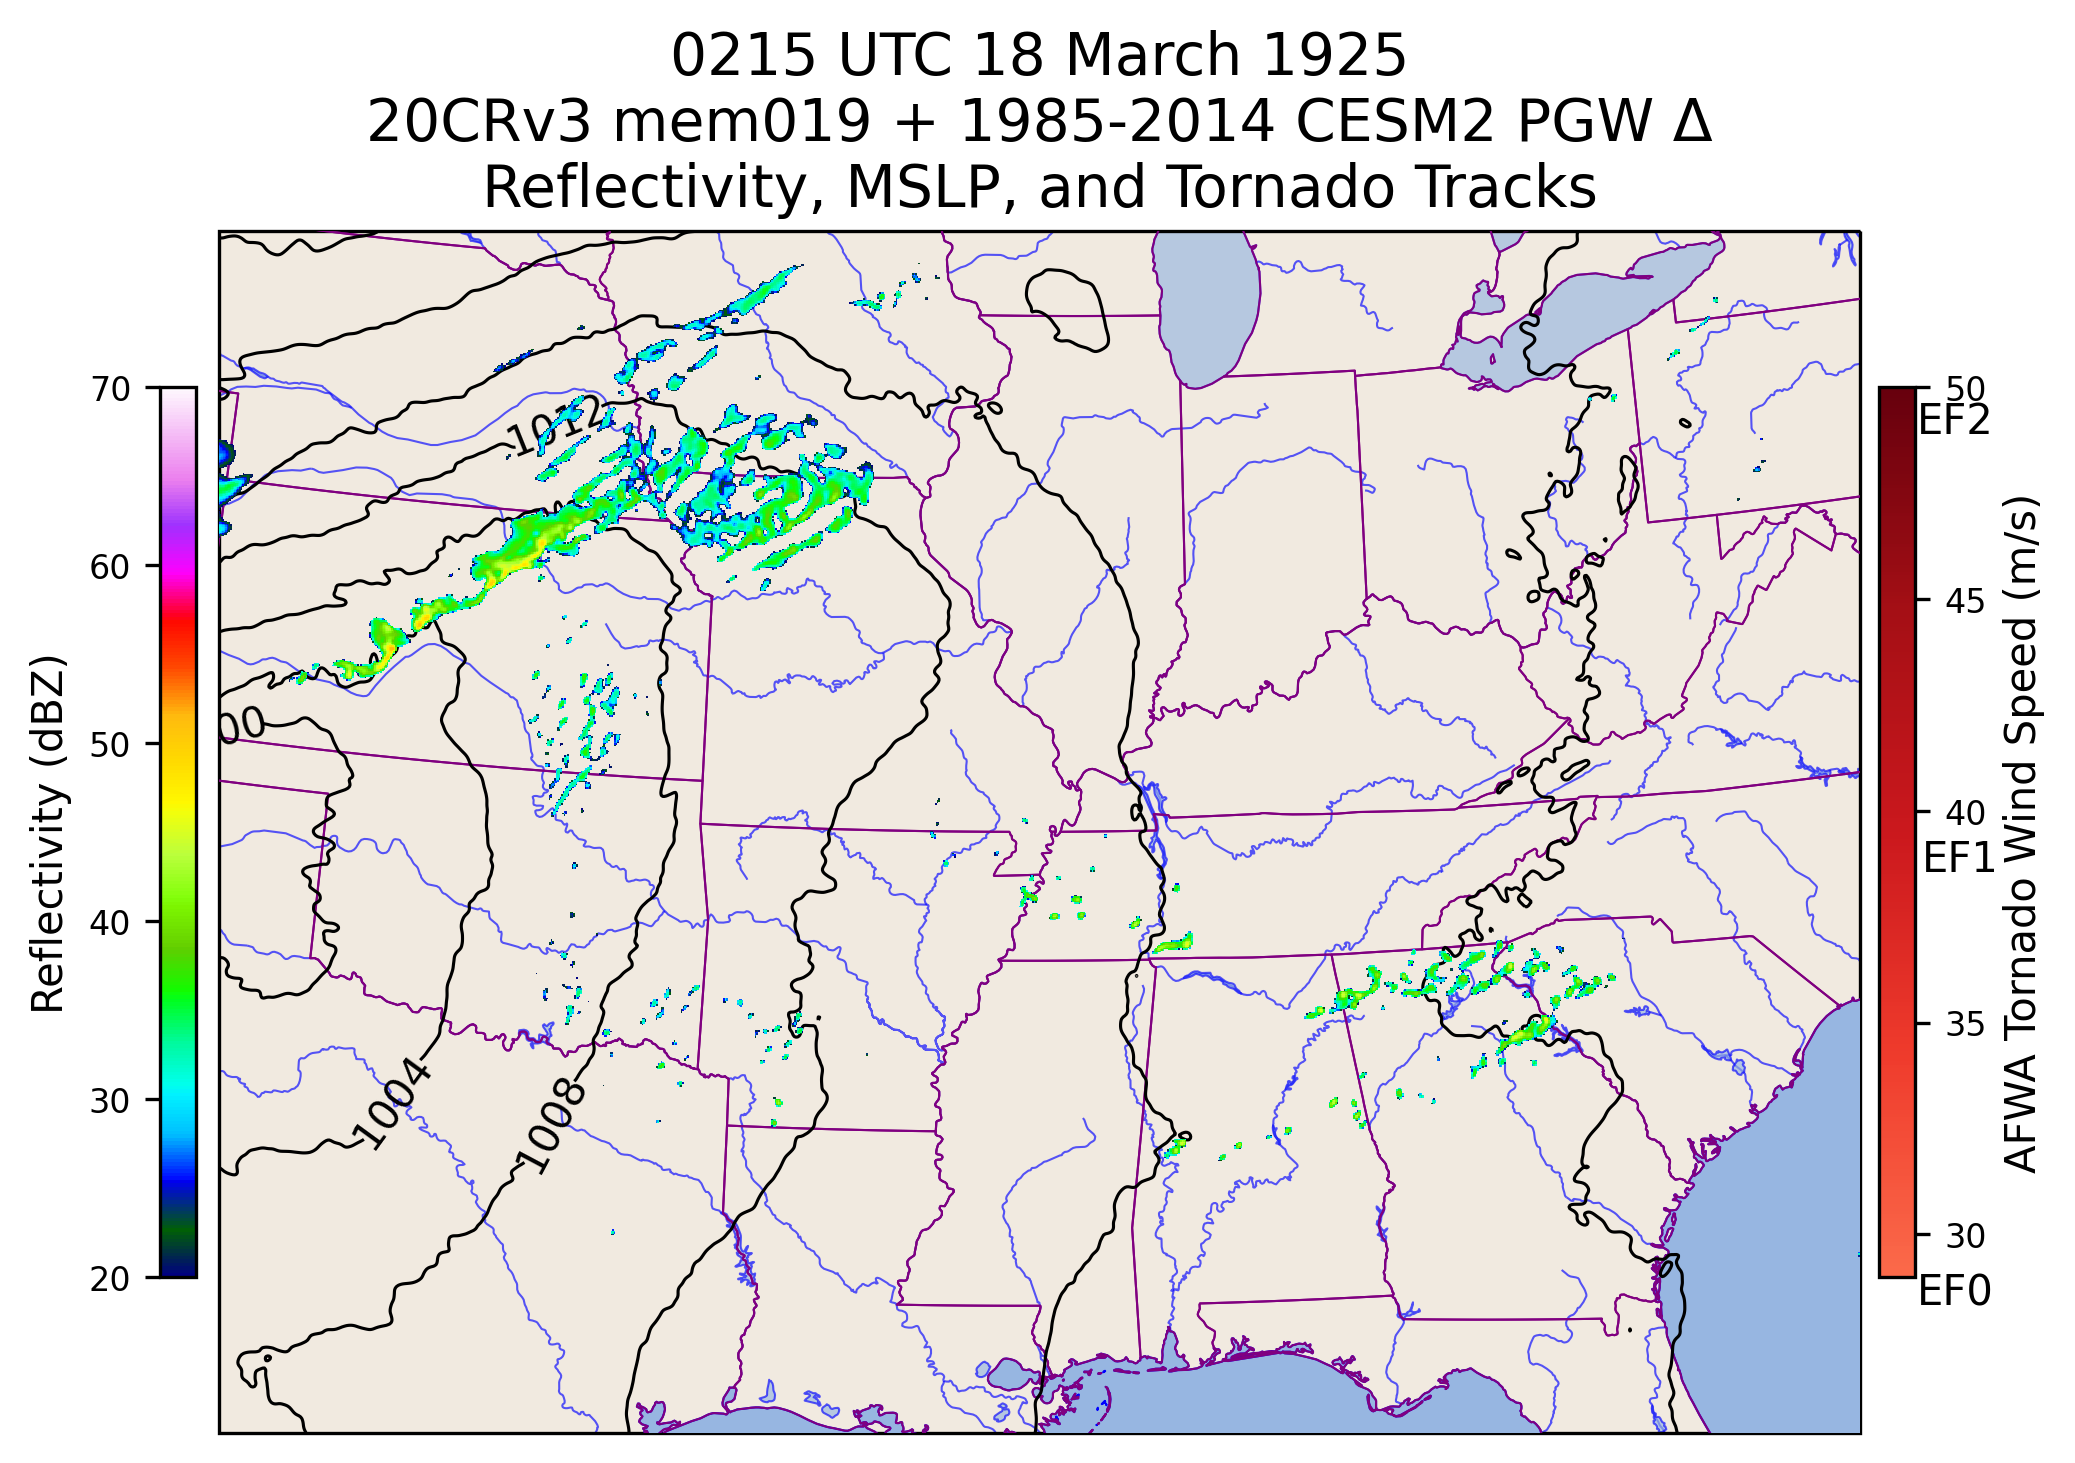 0215 UTC 18 March 1925
20CRv3 mem019 + 1985-2014 CESM2 PGW Δ
Reflectivity, MSLP, and Tornado Tracks
70
60
50
40
30
20
Reflectivity (dBZ)
1012
00
1004
1008
50
EF2
45
40
EF1
35
30
EF0
AFWA Tornado Wind Speed (m/s)